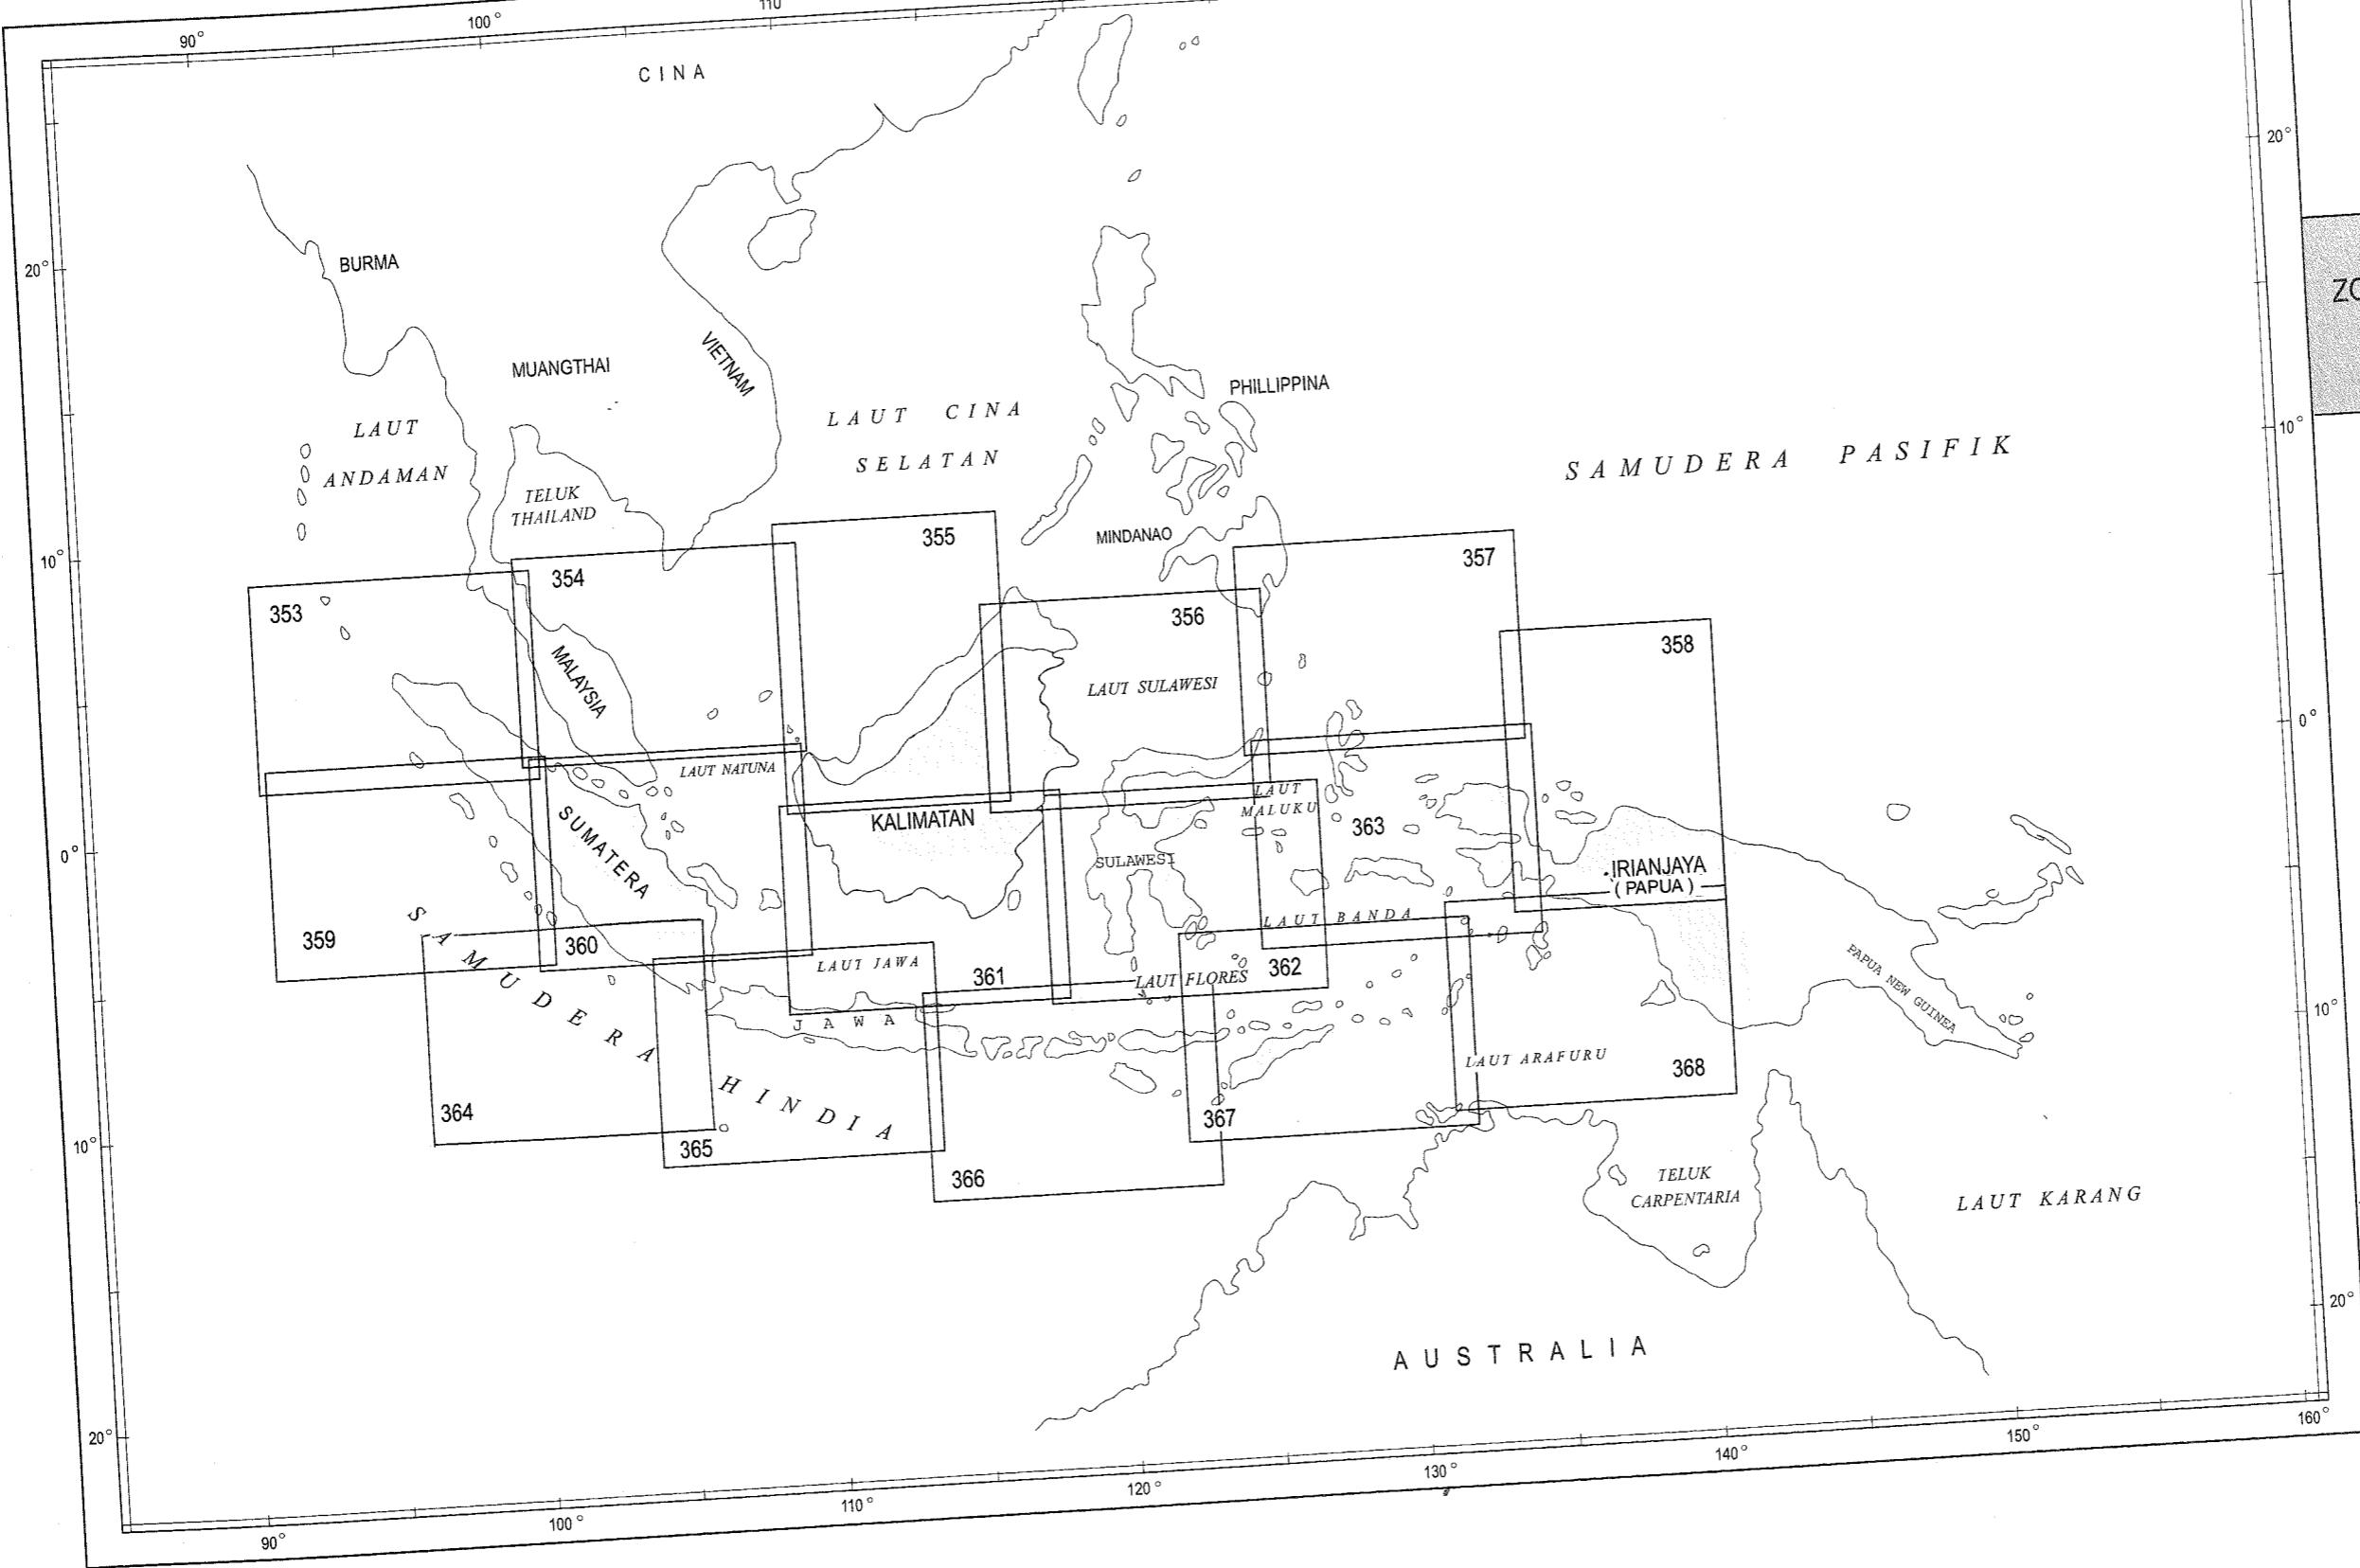 90°
100°
110
CINA
20°
20°
BURMA
ZO
MUANGTHAI
VIETNAM
PHILLIPPINA
LAUT CINA
SELATAN
LAUT
ANDAMAN
10°
SAMUDERA PASIFIK
TELUK
THAILAND
MINDANAO
10°
355
357
354
353
356
358
MALAYSIA
LAUT SULAWESI
0°
LAUT NATUNA
LAUT
MALUKU
KALIMATAN
363
SUMATERA
0°
SULAWESI
IRIANJAYA
(PAPUA)
LAUT BANDA
359
360
SAMUDERA HINDIA
LAUT JAWA
361
LAUT FLORES
362
PAPUA NEW GUINEA
10°
JAWA
LAUT ARAFURU
368
364
367
10°
365
366
TELUK
CARPENTARIA
LAUT KARANG
20°
AUSTRALIA
20°
90°
100°
110°
120°
130°
140°
150°
160°